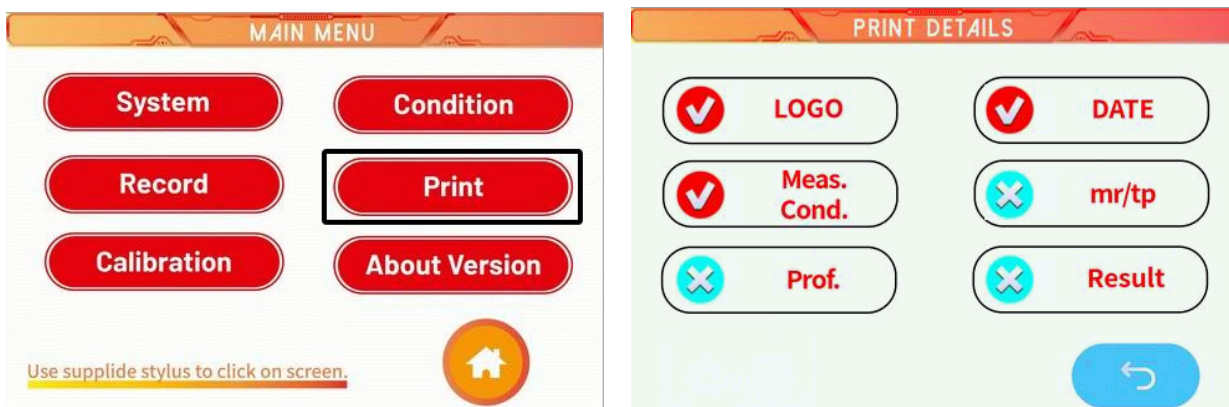 MAIN MENU
System
Condition
Record
Print
Calibration
About Version
Use supplide stylus to click on screen.
PRINT DETAILS
LOGO
DATE
Meas.
Cond.
mr/tp
Prof.
Result